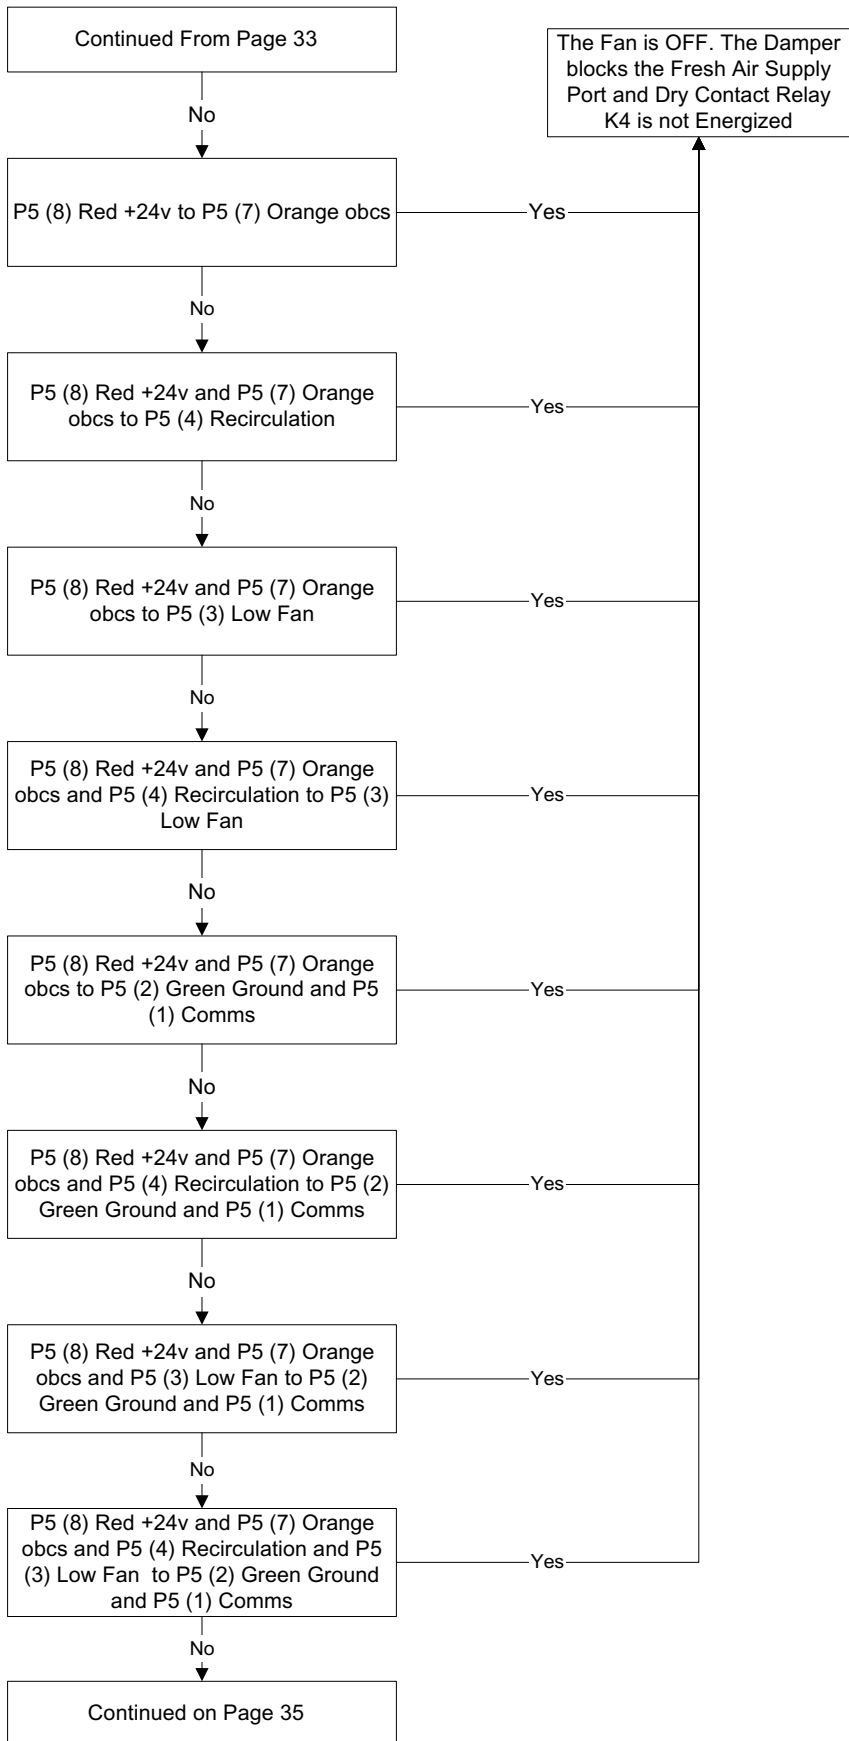 Continued From Page 33
The Fan is OFF. The Damper
blocks the Fresh Air Supply
Port and Dry Contact Relay
K4 is not Energized
No
P5 (8) Red +24v to P5 (7) Orange obcs
Yes
No
P5 (8) Red +24v and P5 (7) Orange
obcs to P5 (4) Recirculation
Yes
No
P5 (8) Red +24v and P5 (7) Orange
obcs to P5 (3) Low Fan
Yes
No
P5 (8) Red +24v and P5 (7) Orange
obcs and P5 (4) Recirculation to P5 (3)
Low Fan
Yes
No
P5 (8) Red +24v and P5 (7) Orange
obcs to P5 (2) Green Ground and P5
(1) Comms
Yes
No
P5 (8) Red +24v and P5 (7) Orange
obcs and P5 (4) Recirculation to P5 (2)
Green Ground and P5 (1) Comms
Yes
No
P5 (8) Red +24v and P5 (7) Orange
obcs and P5 (3) Low Fan to P5 (2)
Green Ground and P5 (1) Comms
Yes
No
P5 (8) Red +24v and P5 (7) Orange
obcs and P5 (4) Recirculation and P5
(3) Low Fan to P5 (2) Green Ground
and P5 (1) Comms
Yes
No
Continued on Page 35